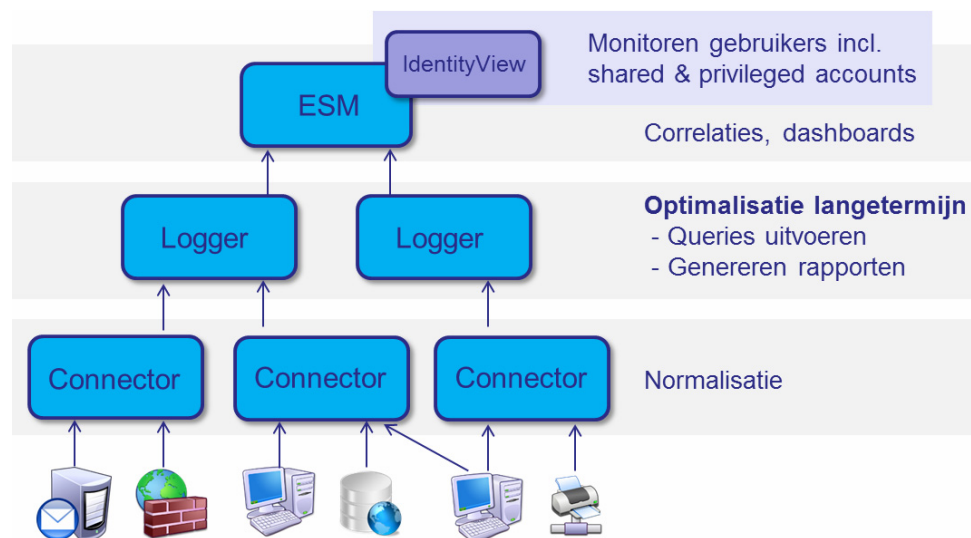 IdentityView
Monitoren gebruikers incl.
shared & privileged accounts
ESM
Correlaties, dashboards
Logger
Logger
Optimalisatie langetermijn
- Queries uitvoeren
- Genereren rapporten
Connector
Connector
Connector
Normalisatie